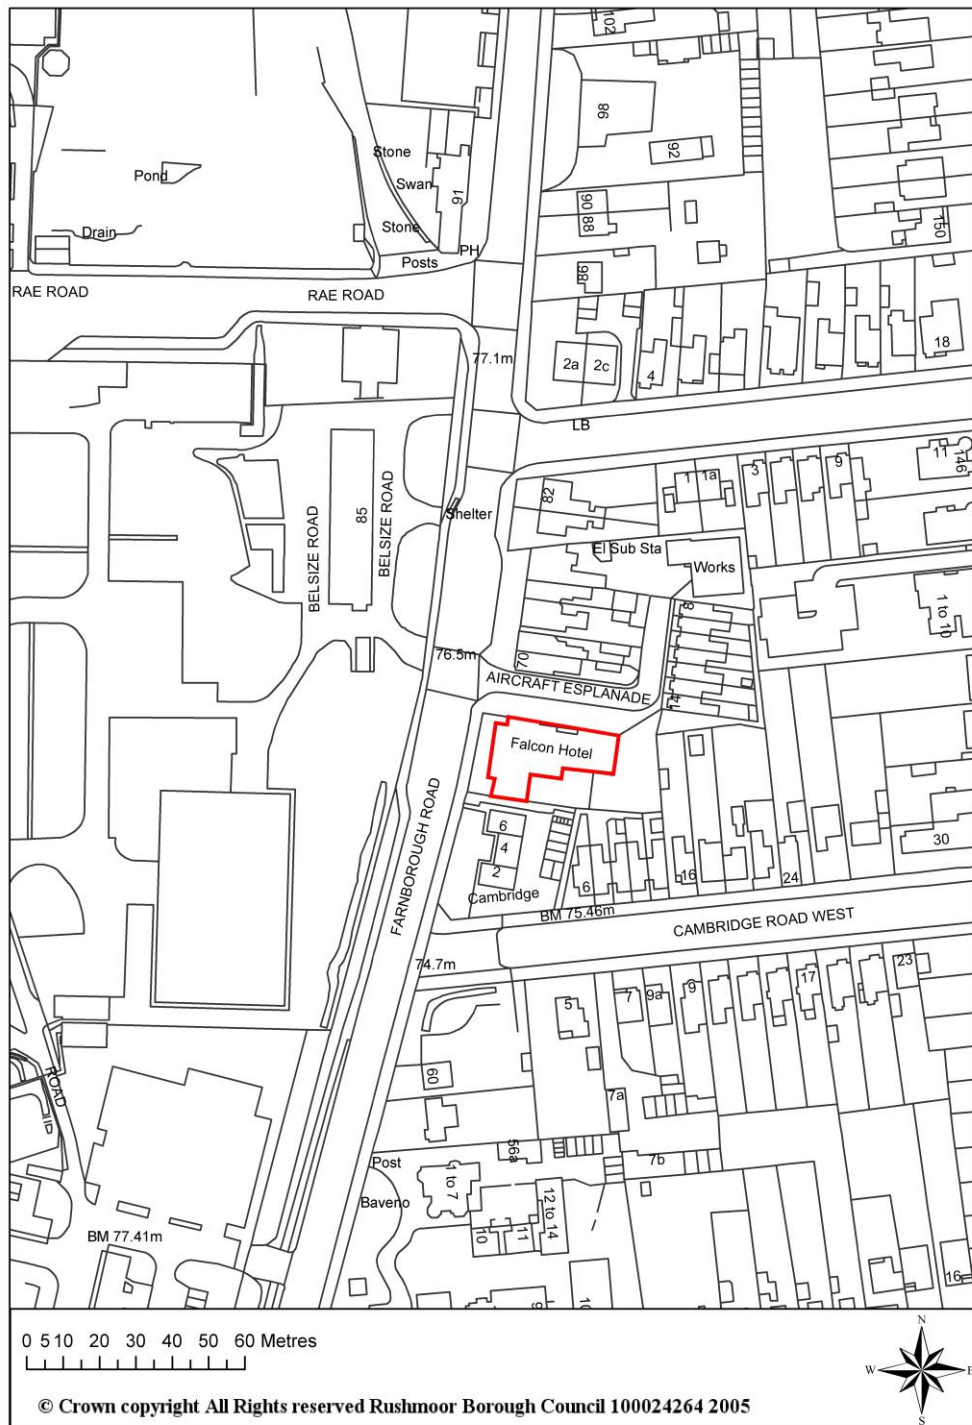 102
98
Stone
92
Pond
Swan
91
90
88
Stone
Drain
150
PH
Posts
86
RAE ROAD
RAE ROAD
18
77.1m
2a
2c
4
LB
11
146
3
9
1
1a
82
85
Shelter
BELSIZE ROAD
BELSIZE ROAD
El Sub Sta
Works
8
1 to 10
76.5m
70
AIRCRAFT ESPLANADE
14
Falcon Hotel
FARNBOROUGH ROAD
6
4
2
30
16
24
6
Cambridge
BM 75.46m
CAMBRIDGE ROAD WEST
74.7m
23
17
5
7
9a
9
60
ROAD
7a
56a
Post
7b
1 to 7
Baveno
12 to 14
10
11
BM 77.41m
16
0 5 10 20 30 40 50 60 Metres
N
W
E
S
© Crown copyright All Rights reserved Rushmoor Borough Council 100024264 2005